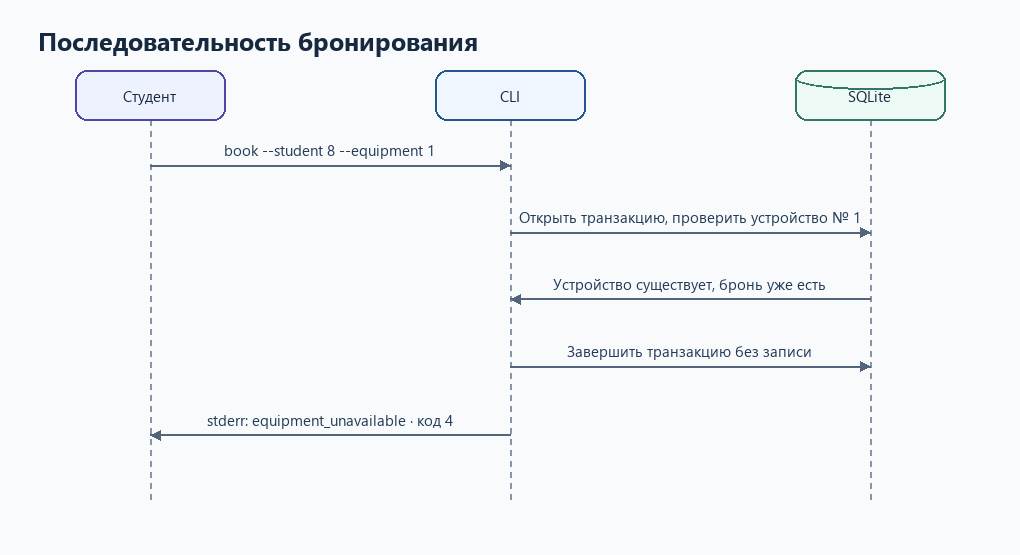 Последовательность бронирования
Студент
CLI
SQLite
book --student 8 --equipment 1
Открыть транзакцию, проверить устройство № 1
Устройство существует, бронь уже есть
Завершить транзакцию без записи
stderr: equipment_unavailable · код 4